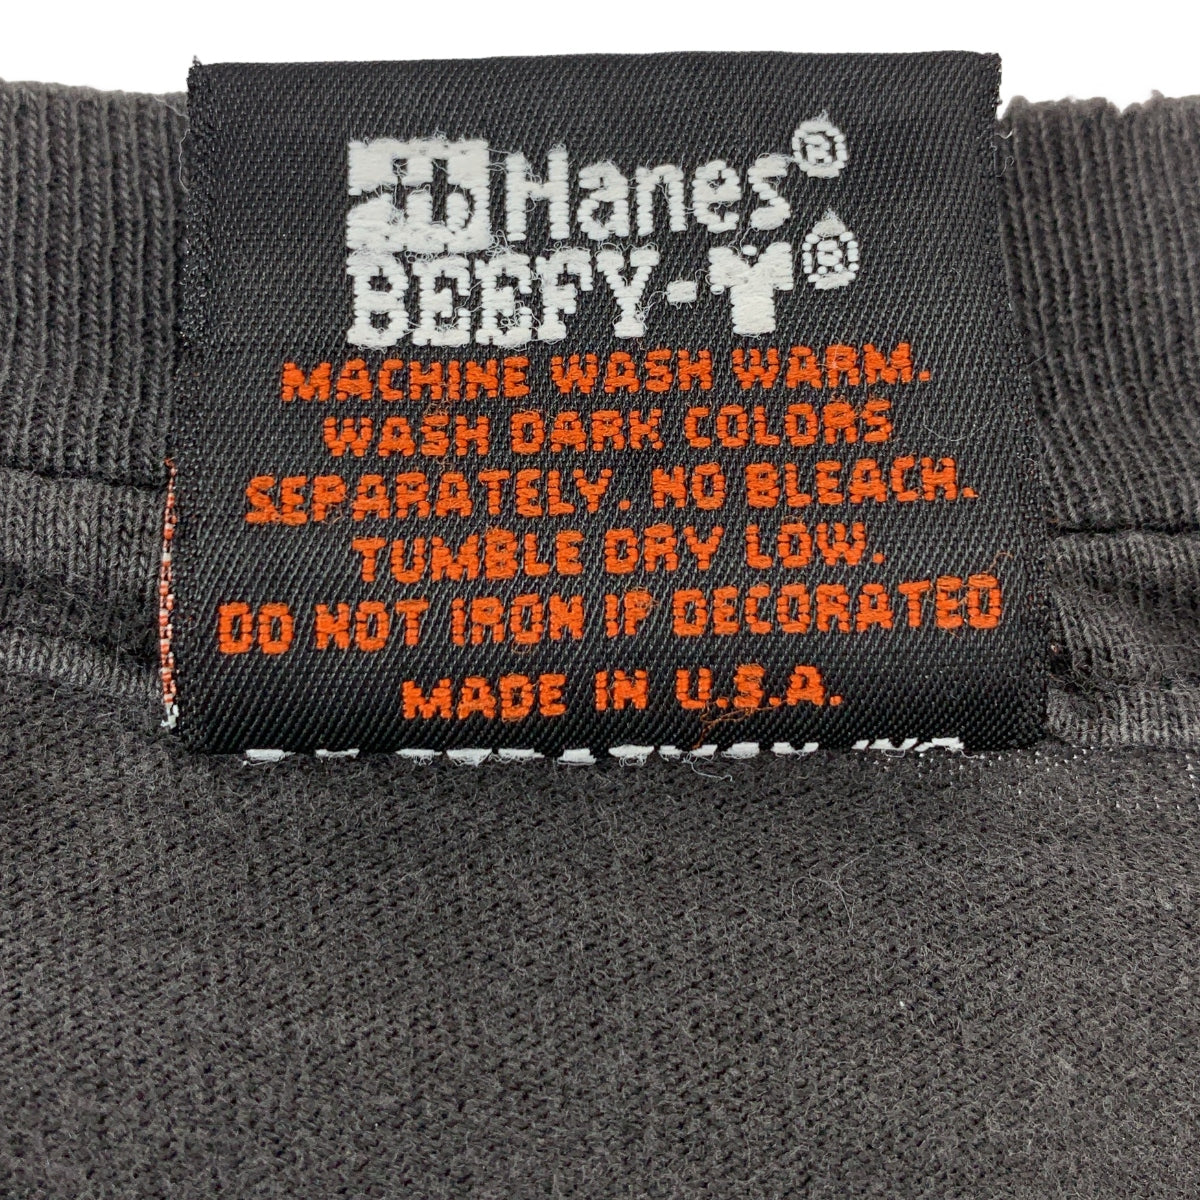 Hanes®
BEEFY-T®
MACHINE WASH WARM.
WASH DARK COLORS
SEPARATELY. NO BLEACH.
TUMBLE DRY LOW.
DO NOT IRON IF DECORATED
MADE IN U.S.A.